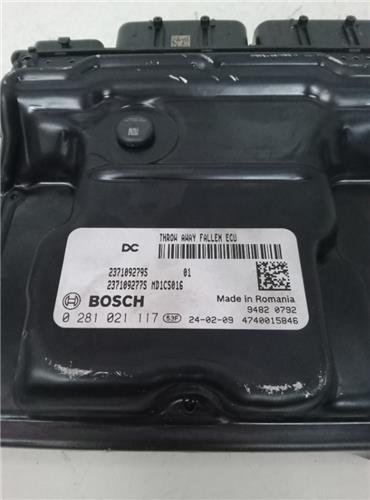 DC THROW AWAY FALLEN ECU
237109279S 01
237109277S MD1CS016
BOSCH
Made in Romania
9482 0792
0 281 021 117 53F 24-02-09 4740015846